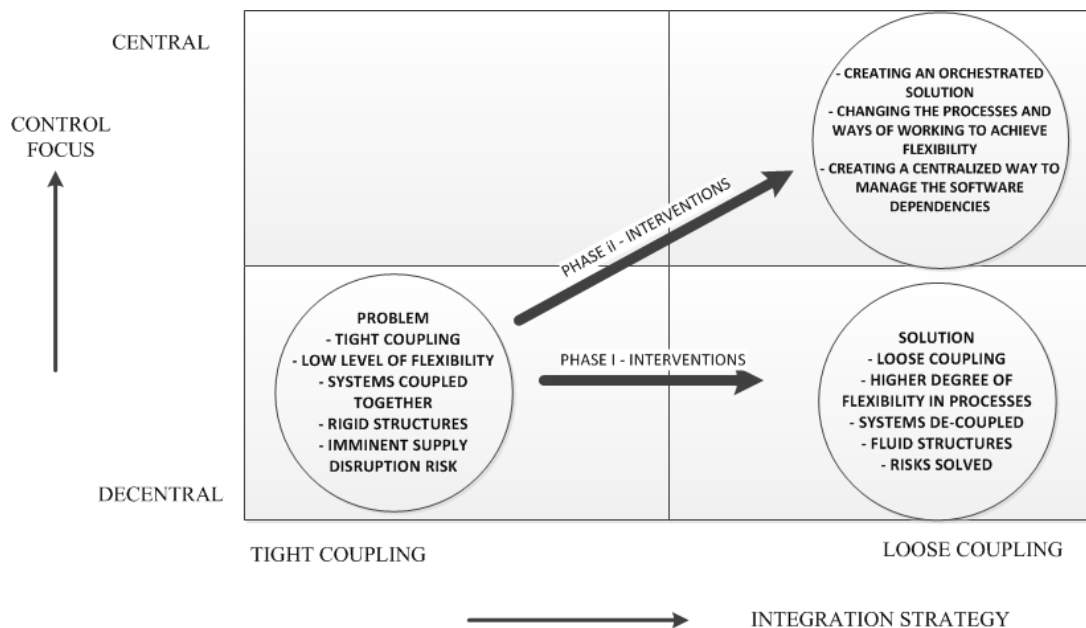 CENTRAL
CONTROL
FOCUS
DECENTRAL
- CREATING AN ORCHESTRATED
SOLUTION
- CHANGING THE PROCESSES AND
WAYS OF WORKING TO ACHIEVE
FLEXIBILITY
- CREATING A CENTRALIZED WAY TO
MANAGE THE SOFTWARE
DEPENDENCIES
PHASE iI - INTERVENTIONS
PROBLEM
- TIGHT COUPLING
- LOW LEVEL OF FLEXIBILITY
- SYSTEMS COUPLED
TOGETHER
- RIGID STRUCTURES
- IMMINENT SUPPLY
DISRUPTION RISK
PHASE I - INTERVENTIONS
SOLUTION
- LOOSE COUPLING
- HIGHER DEGREE OF
FLEXIBILITY IN PROCESSES
- SYSTEMS DE-COUPLED
- FLUID STRUCTURES
- RISKS SOLVED
TIGHT COUPLING
LOOSE COUPLING
INTEGRATION STRATEGY